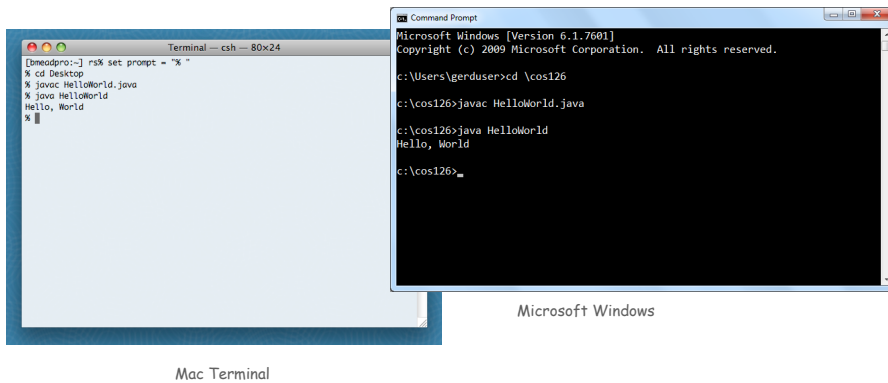 Terminal — csh — 80×24
[bmeadpro:~] rs% set prompt = "% "
% cd Desktop
% javac HelloWorld.java
% java HelloWorld
Hello, World
%
Command Prompt
Microsoft Windows [Version 6.1.7601]
Copyright (c) 2009 Microsoft Corporation.  All rights reserved.
c:\Users\gerduser>cd \cos126
c:\cos126>javac HelloWorld.java
c:\cos126>java HelloWorld
Hello, World
c:\cos126>
Microsoft Windows
Mac Terminal